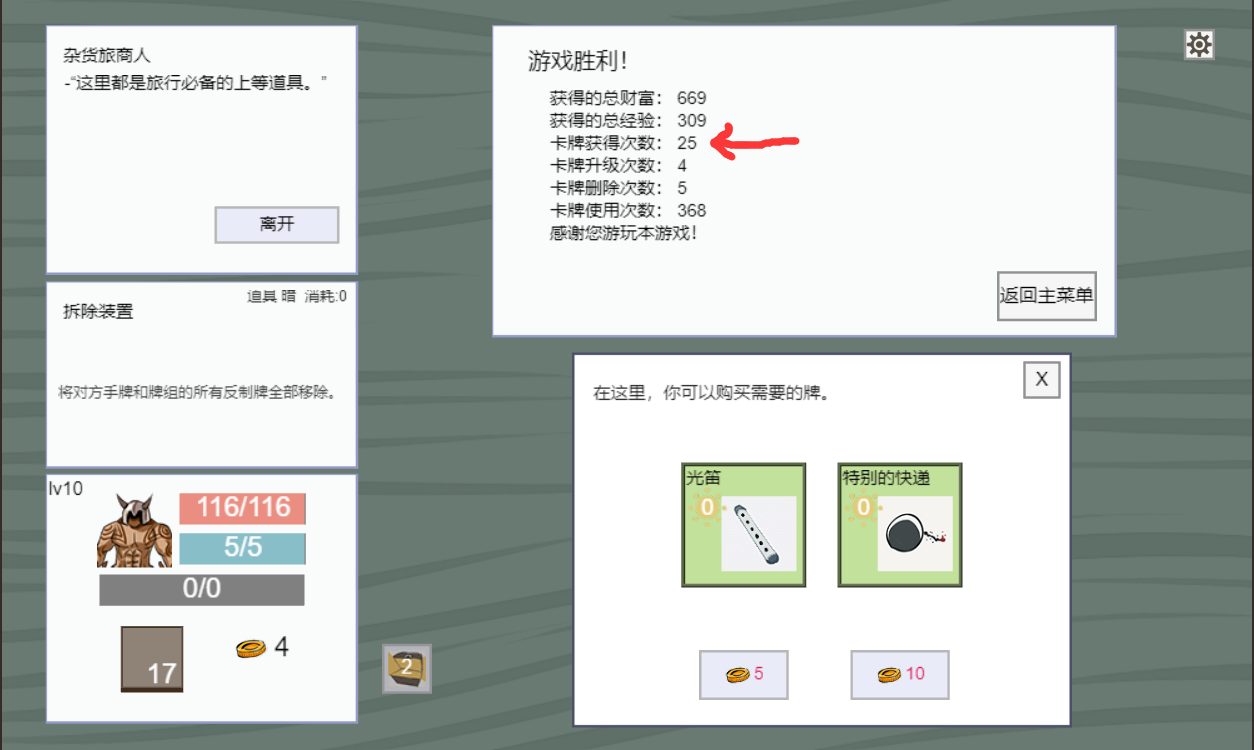 杂货旅商人
-“这里都是旅行必备的上等道具。”
离开
拆除装置
道具 暗 消耗:0
将对方手牌和牌组的所有反制牌全部移除。
lv10
116/116
5/5
0/0
17
4
2
游戏胜利！
获得的总财富： 669
获得的总经验： 309
卡牌获得次数： 25
卡牌升级次数： 4
卡牌删除次数： 5
卡牌使用次数： 368
感谢您游玩本游戏！
返回主菜单
X
在这里，你可以购买需要的牌。
光笛
0
特别的快递
0
5
10